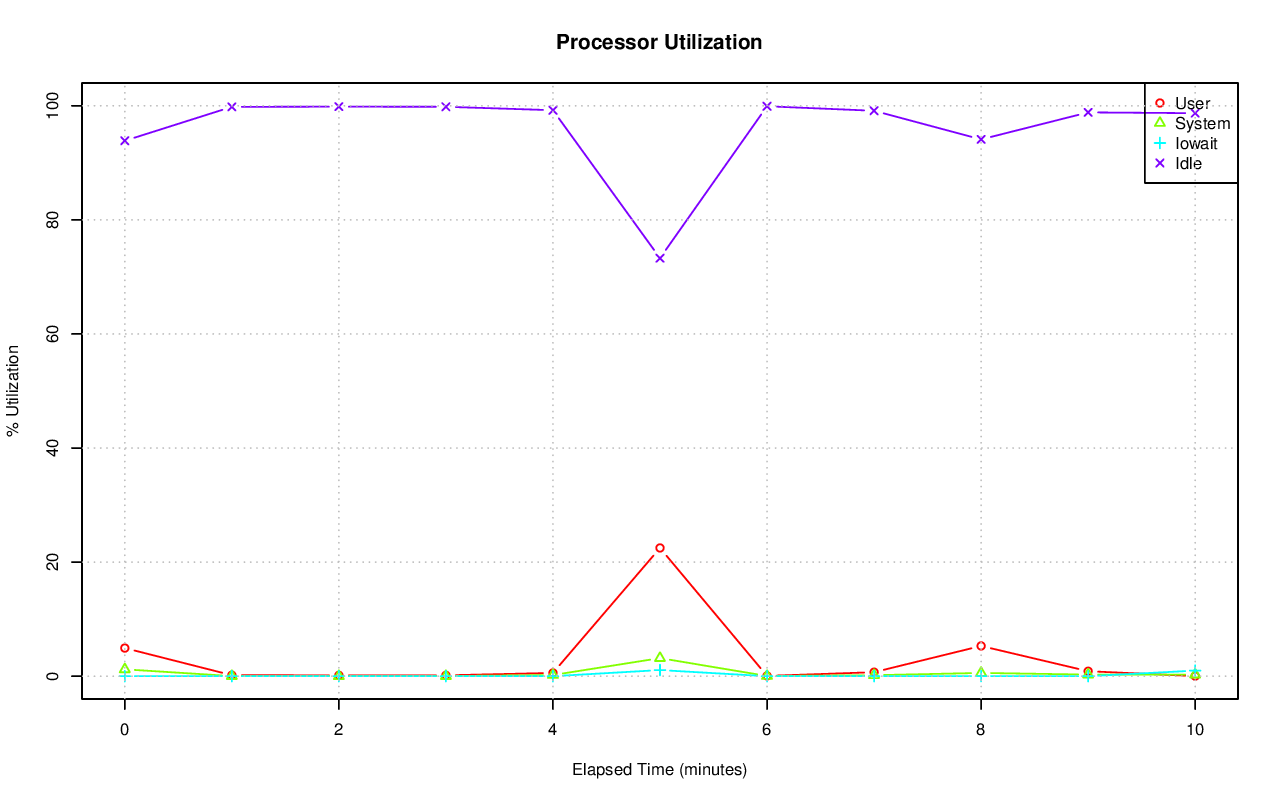 Processor Utilization
% Utilization
100
80
60
40
20
0
User
System
Iowait
Idle
0 2 4 6 8 10
Elapsed Time (minutes)